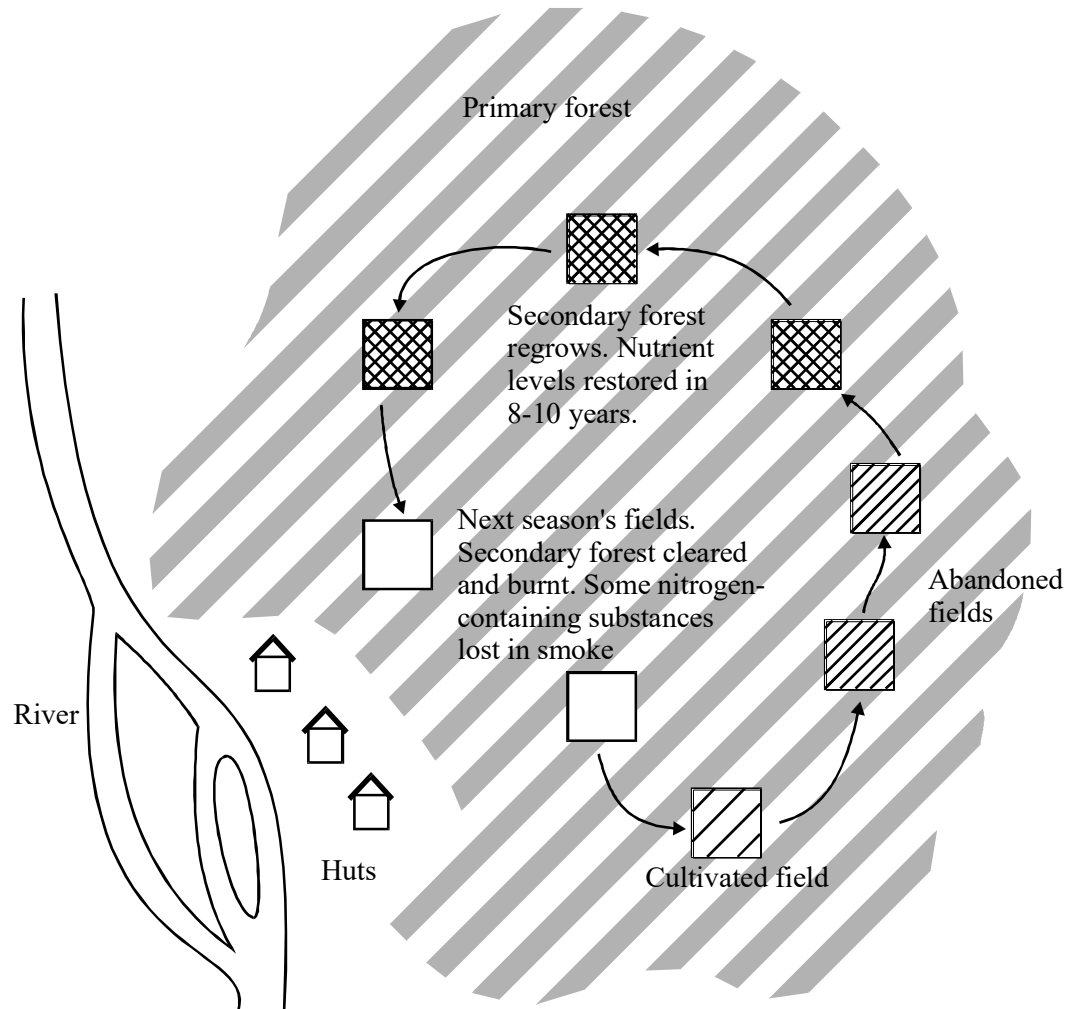 Primary forest
Secondary forest
regrows. Nutrient
levels restored in
8-10 years.
Next season's fields.
Secondary forest cleared
and burnt. Some nitrogen-
containing substances
lost in smoke
Abandoned
fields
River
Huts
Cultivated field